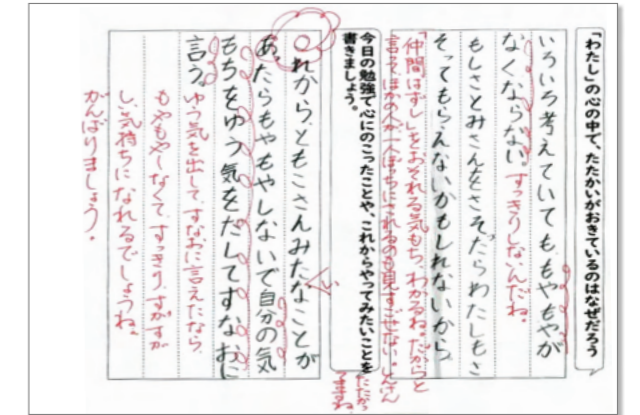 「わたし」の心の中で、たたかいがおきているのはなぜだろう
いろいろ考えていても、もやもやが
なくならない。すっきりしないんだね。
もしさとみさんをさそったらわたしもさ
そってもらえないかもしれないから
「仲間はずし」をおそれる気もち、わかるね。だからと
言ってほかの人が一人ぼっちにされるのも見すごせない。
今日の勉強で心にのこったことや、これからやってみたいことを
書きましょう。
これから、ともこさんみたいなことが
あったらもやもやしないで自分の気
もちをゆう気をだしてすなおに
言う。ゆう気を出して、すなおに言えたなら、
もやもやしなくて、すっきり、すがすが
しい気持ちになれるでしょうね。
がんばりましょう。